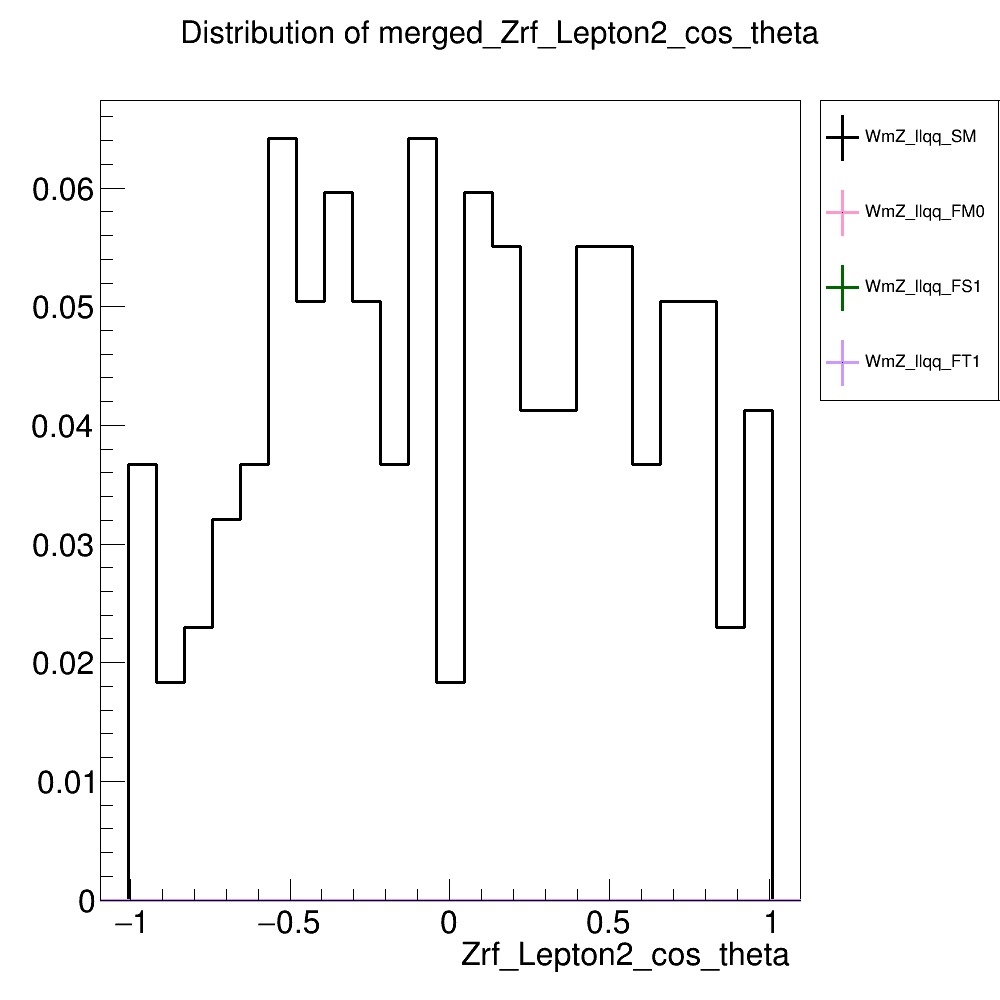 Distribution of merged_Zrf_Lepton2_cos_theta
WmZ_llqq_SM
WmZ_llqq_FM0
WmZ_llqq_FS1
WmZ_llqq_FT1
0.06
0.05
0.04
0.03
0.02
0.01
0
−1 −0.5 0 0.5 1
Zrf_Lepton2_cos_theta